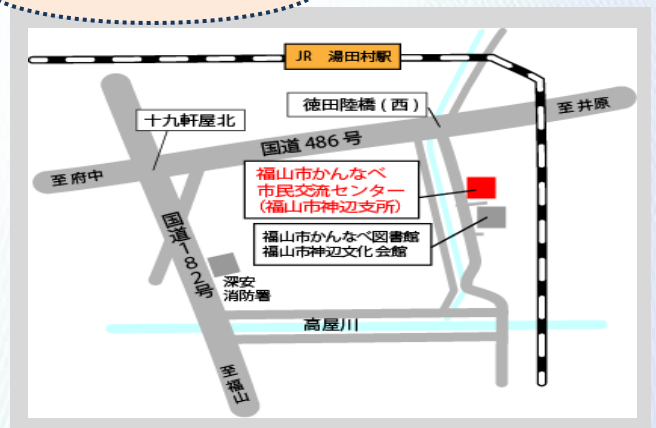 JR 湯田村駅
徳田陸橋(西)
至井原
十九軒屋北
国道486号
至府中
福山市かんなべ
市民交流センター
(福山市神辺支所)
福山市かんなべ図書館
福山市神辺文化会館
国道182号
深安
消防署
高屋川
至福山